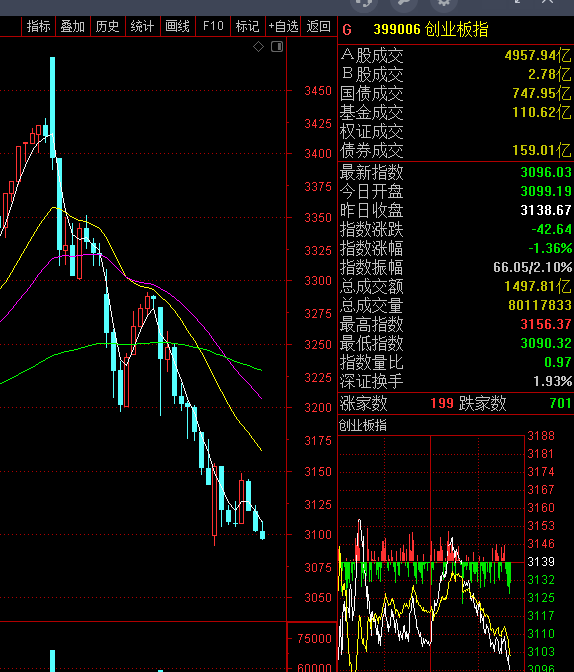 指标 叠加 历史 统计 画线 F10 标记 +自选 返回
G 399006 创业板指
A股成交 4957.94亿
B股成交 2.78亿
国债成交 747.95亿
基金成交 110.62亿
权证成交
债券成交 159.01亿
最新指数 3096.03
今日开盘 3099.19
昨日收盘 3138.67
指数涨跌 -42.64
指数涨幅 -1.36%
指数振幅 66.05/2.10%
总成交额 1497.81亿
总成交量 80117833
最高指数 3156.37
最低指数 3090.32
指数量比 0.97
深证换手 1.93%
涨家数 199 跌家数 701
创业板指
3450
3425
3400
3375
3350
3325
3300
3275
3250
3225
3200
3175
3150
3125
3100
3075
3050
75000
60000
3188
3181
3174
3167
3160
3153
3146
3139
3132
3125
3117
3110
3103
3096